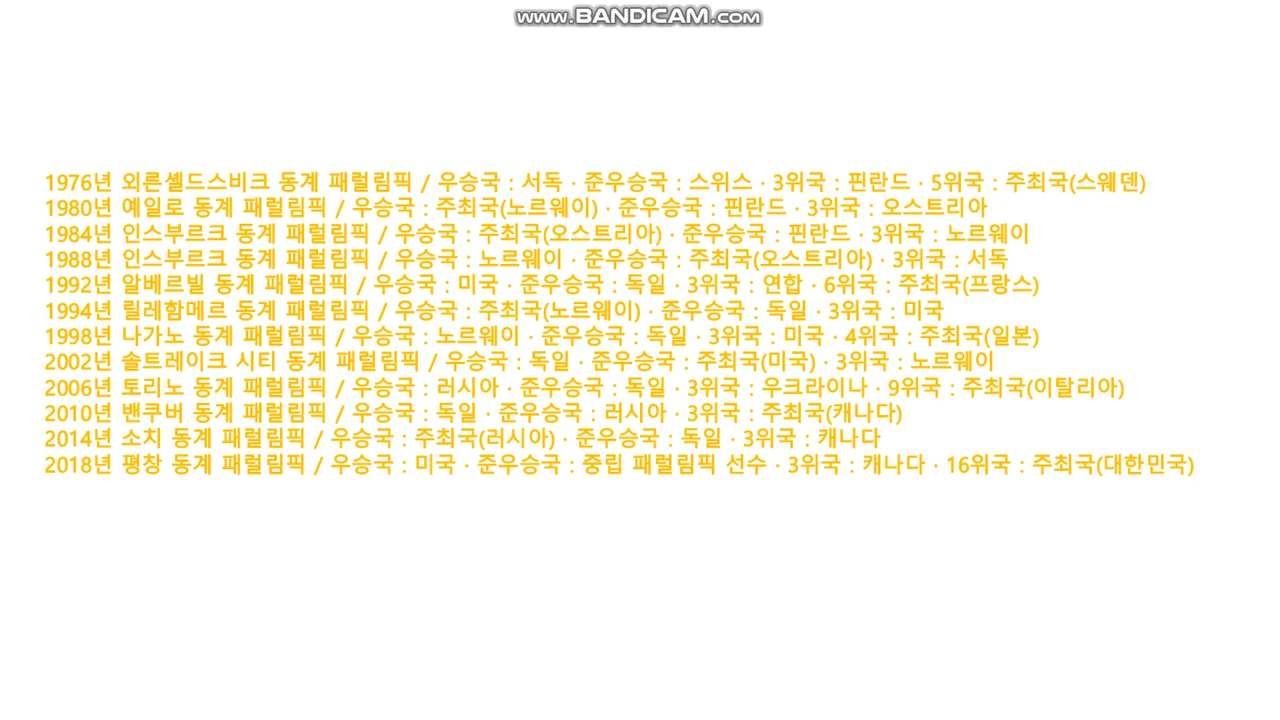 www.BANDICAM.com
1976년 외른셸드스비크 동계 패럴림픽 / 우승국 : 서독 · 준우승국 : 스위스 · 3위국 : 핀란드 · 5위국 : 주최국(스웨덴)
1980년 예일로 동계 패럴림픽 / 우승국 : 주최국(노르웨이) · 준우승국 : 핀란드 · 3위국 : 오스트리아
1984년 인스부르크 동계 패럴림픽 / 우승국 : 주최국(오스트리아) · 준우승국 : 핀란드 · 3위국 : 노르웨이
1988년 인스부르크 동계 패럴림픽 / 우승국 : 노르웨이 · 준우승국 : 주최국(오스트리아) · 3위국 : 서독
1992년 알베르빌 동계 패럴림픽 / 우승국 : 미국 · 준우승국 : 독일 · 3위국 : 연합 · 6위국 : 주최국(프랑스)
1994년 릴레함메르 동계 패럴림픽 / 우승국 : 주최국(노르웨이) · 준우승국 : 독일 · 3위국 : 미국
1998년 나가노 동계 패럴림픽 / 우승국 : 노르웨이 · 준우승국 : 독일 · 3위국 : 미국 · 4위국 : 주최국(일본)
2002년 솔트레이크 시티 동계 패럴림픽 / 우승국 : 독일 · 준우승국 : 주최국(미국) · 3위국 : 노르웨이
2006년 토리노 동계 패럴림픽 / 우승국 : 러시아 · 준우승국 : 독일 · 3위국 : 우크라이나 · 9위국 : 주최국(이탈리아)
2010년 밴쿠버 동계 패럴림픽 / 우승국 : 독일 · 준우승국 : 러시아 · 3위국 : 주최국(캐나다)
2014년 소치 동계 패럴림픽 / 우승국 : 주최국(러시아) · 준우승국 : 독일 · 3위국 : 캐나다
2018년 평창 동계 패럴림픽 / 우승국 : 미국 · 준우승국 : 중립 패럴림픽 선수 · 3위국 : 캐나다 · 16위국 : 주최국(대한민국)